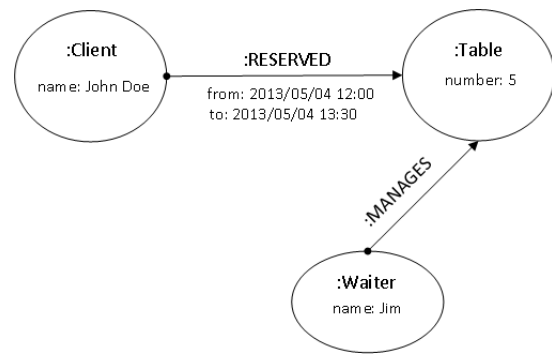 :Client
name: John Doe
:RESERVED
from: 2013/05/04 12:00
to: 2013/05/04 13:30
:Table
number: 5
:MANAGES
:Waiter
name: Jim